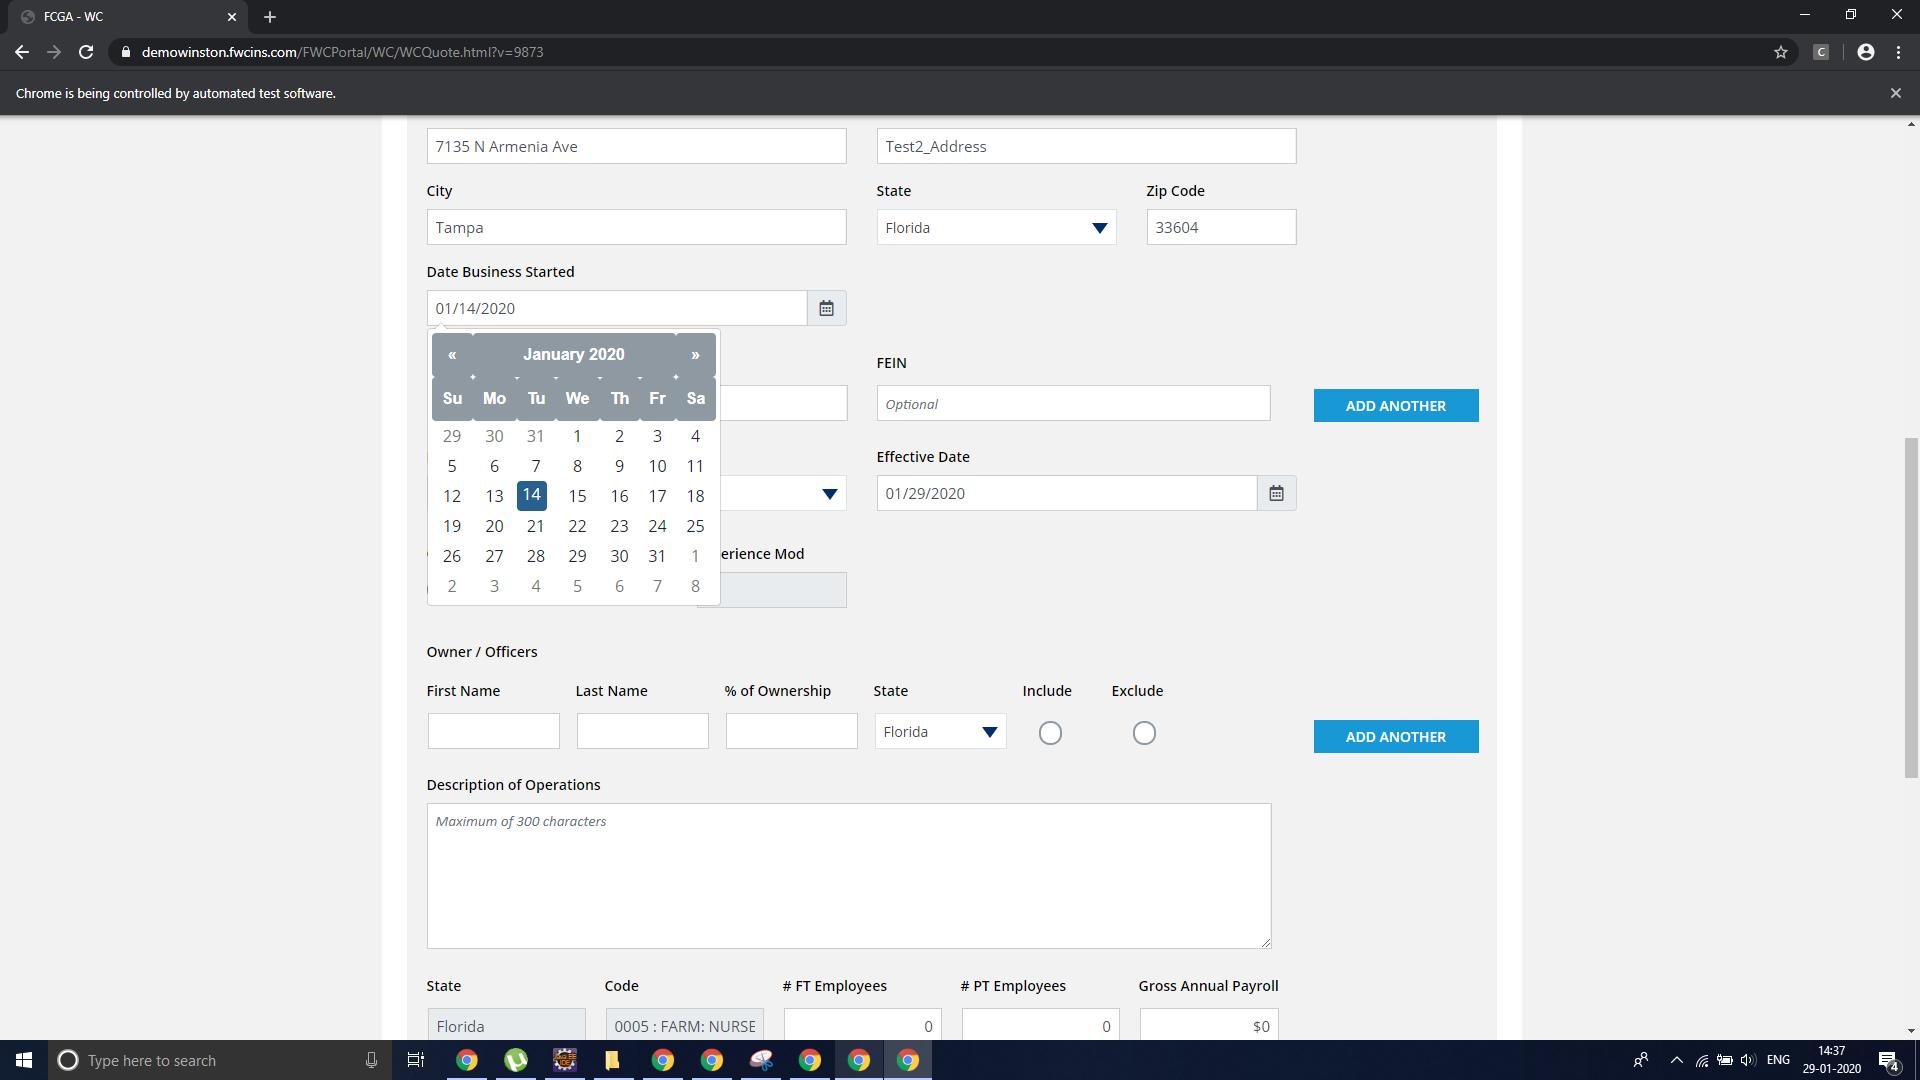 FCGA - WC
demowinston.fwcins.com/FWCPortal/WC/WCQuote.html?v=9873
C
Chrome is being controlled by automated test software.
7135 N Armenia Ave
Test2_Address
City
State
Zip Code
Tampa
Florida
33604
Date Business Started
01/14/2020
« January 2020 »
Su Mo Tu We Th Fr Sa
29 30 31 1 2 3 4
5 6 7 8 9 10 11
12 13 14 15 16 17 18
19 20 21 22 23 24 25
26 27 28 29 30 31 1
2 3 4 5 6 7 8
FEIN
Optional
ADD ANOTHER
Effective Date
01/29/2020
erience Mod
Owner / Officers
First Name
Last Name
% of Ownership
State
Include
Exclude
Florida
ADD ANOTHER
Description of Operations
Maximum of 300 characters
State
Code
# FT Employees
# PT Employees
Gross Annual Payroll
Florida
0005 : FARM: NURSE
0
0
$0
Type here to search
ENG
14:37
29-01-2020
4